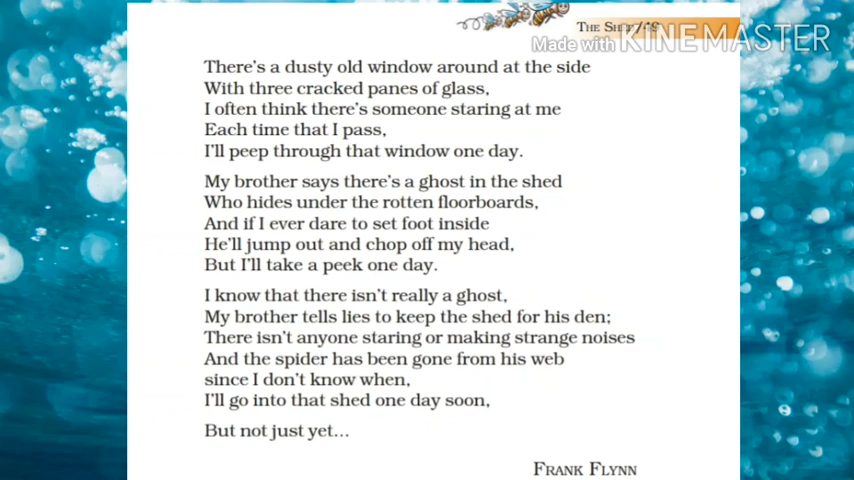 THE SHED/48
Made with KINEMASTER
There's a dusty old window around at the side
With three cracked panes of glass,
I often think there's someone staring at me
Each time that I pass,
I'll peep through that window one day.
My brother says there's a ghost in the shed
Who hides under the rotten floorboards,
And if I ever dare to set foot inside
He'll jump out and chop off my head,
But I'll take a peek one day.
I know that there isn't really a ghost,
My brother tells lies to keep the shed for his den;
There isn't anyone staring or making strange noises
And the spider has been gone from his web
since I don't know when,
I'll go into that shed one day soon,
But not just yet...
FRANK FLYNN